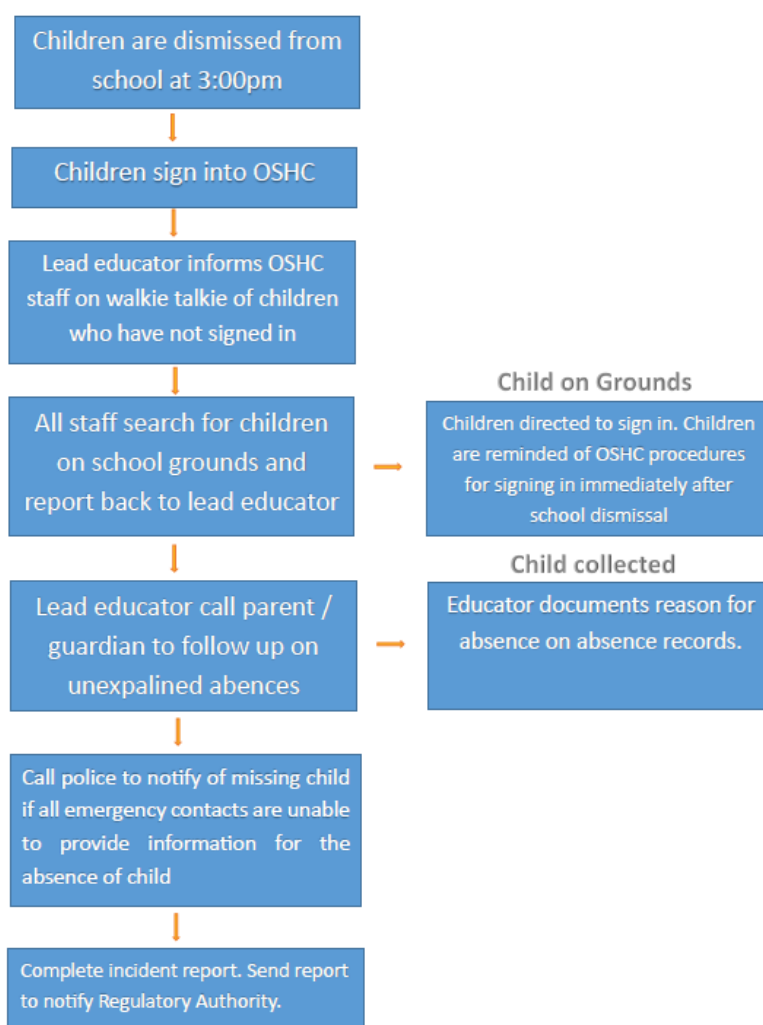 Children are dismissed from
school at 3:00pm
Children sign into OSHC
Lead educator informs OSHC
staff on walkie talkie of children
who have not signed in
All staff search for children
on school grounds and
report back to lead educator
Child on Grounds
Children directed to sign in. Children
are reminded of OSHC procedures
for signing in immediately after
school dismissal
Lead educator call parent /
guardian to follow up on
unexpalined abences
Child collected
Educator documents reason for
absence on absence records.
Call police to notify of missing child
if all emergency contacts are unable
to provide information for the
absence of child
Complete incident report. Send report
to notify Regulatory Authority.